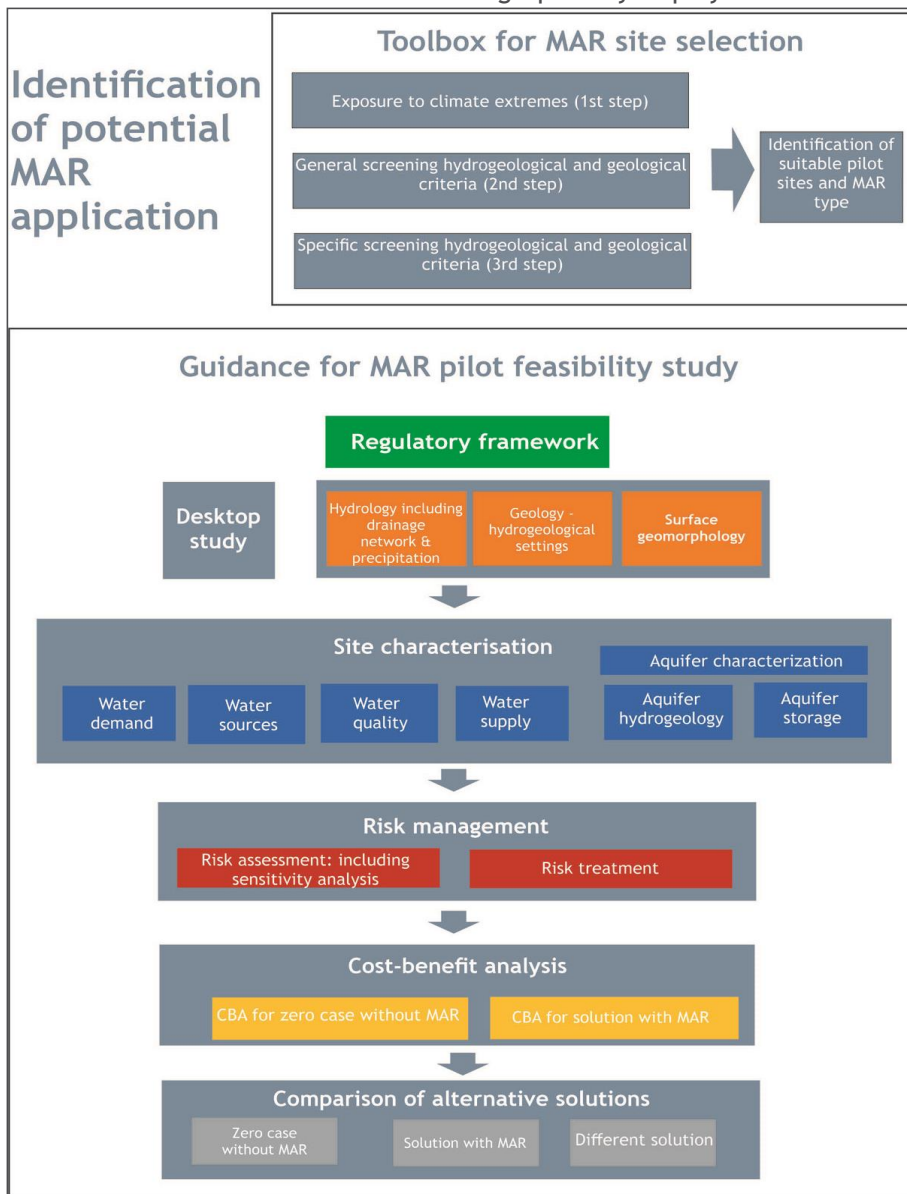 Identification
of potential
MAR
application
Toolbox for MAR site selection
Exposure to climate extremes (1st step)
General screening hydrogeological and geological
criteria (2nd step)
Specific screening hydrogeological and geological
criteria (3rd step)
Identification of
suitable pilot
sites and MAR
type
Guidance for MAR pilot feasibility study
Regulatory framework
Desktop
study
Hydrology including
drainage
network &
precipitation
Geology -
hydrogeological
settings
Surface
geomorphology
Site characterisation
Water
demand
Water
sources
Water
quality
Water
supply
Aquifer characterization
Aquifer
hydrogeology
Aquifer
storage
Risk management
Risk assessment: including
sensitivity analysis
Risk treatment
Cost-benefit analysis
CBA for zero case without MAR
CBA for solution with MAR
Comparison of alternative solutions
Zero case
without MAR
Solution with MAR
Different solution